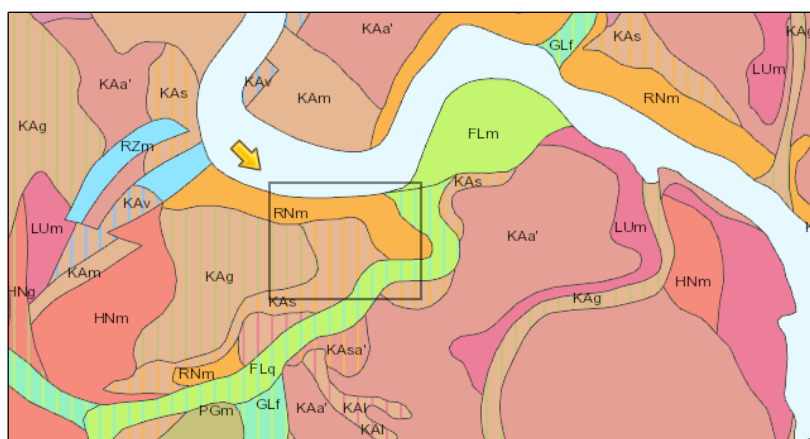 KAa'
KAs
KAg
GLf
LUm
KAa'
KAv
KAs
RNm
KAm
KAg
FLm
RZm
KAs
KAv
RNm
LUm
KAa'
LUm
KAm
KAg
HNm
HNg
KAg
KAs
HNm
KAsa'
RNm
FLq
GLf
PGm
KAa'
KAl
KAl